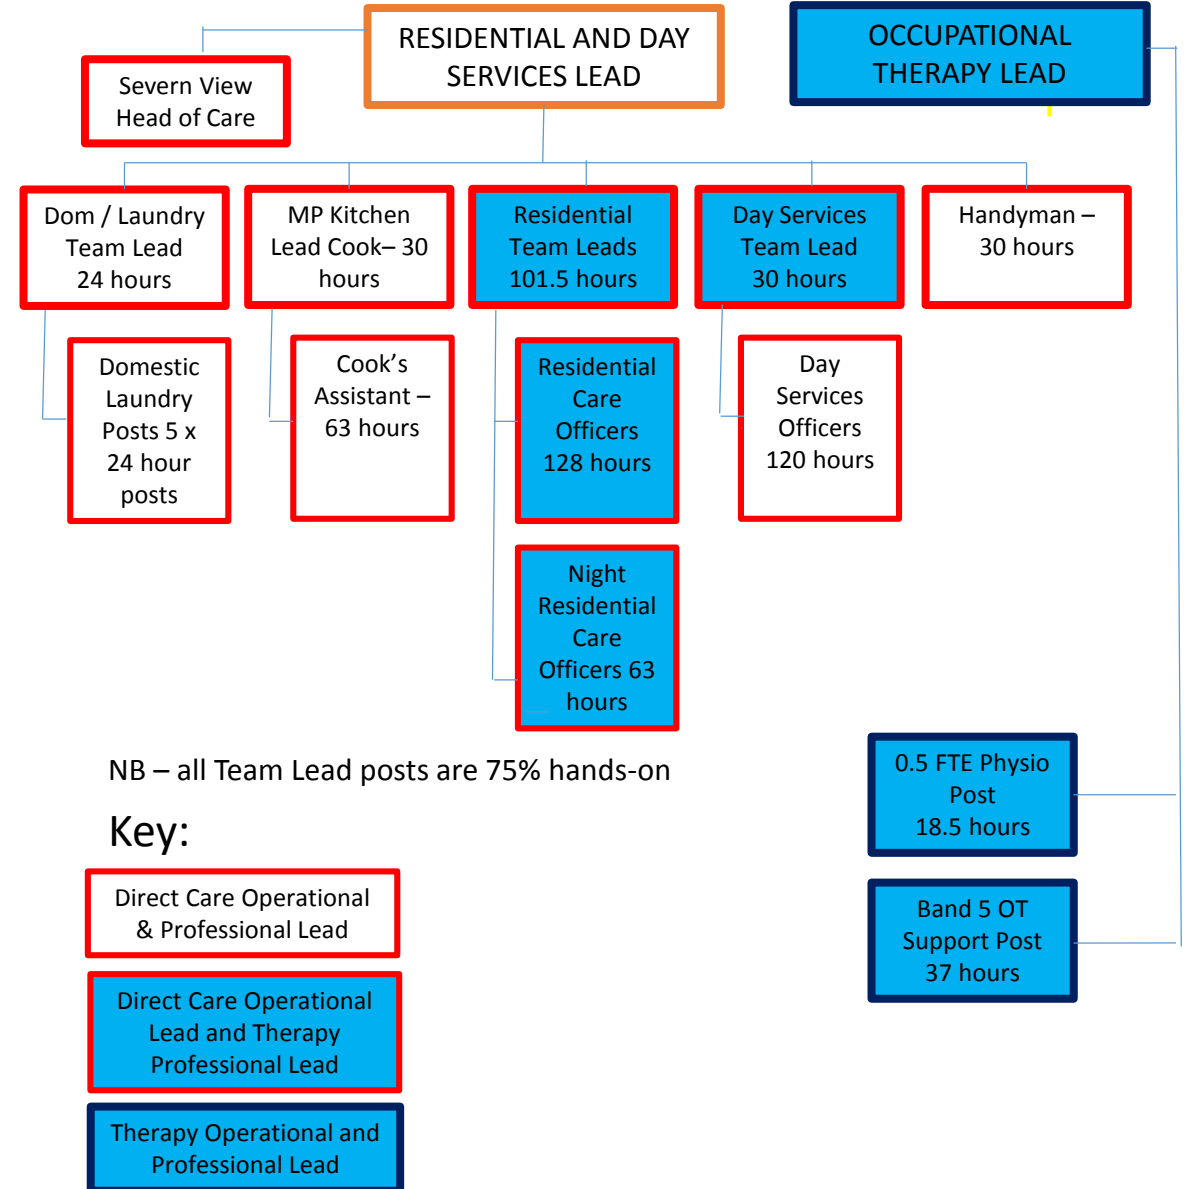 RESIDENTIAL AND DAY
SERVICES LEAD
OCCUPATIONAL
THERAPY LEAD
Severn View
Head of Care
Dom / Laundry
Team Lead
24 hours
MP Kitchen
Lead Cook– 30
hours
Residential
Team Leads
101.5 hours
Day Services
Team Lead
30 hours
Handyman –
30 hours
Domestic
Laundry
Posts 5 x
24 hour
posts
Cook’s
Assistant –
63 hours
Residential
Care
Officers
128 hours
Day
Services
Officers
120 hours
Night
Residential
Care
Officers 63
hours
NB – all Team Lead posts are 75% hands-on
0.5 FTE Physio
Post
18.5 hours
Band 5 OT
Support Post
37 hours
Key:
Direct Care Operational
& Professional Lead
Direct Care Operational
Lead and Therapy
Professional Lead
Therapy Operational and
Professional Lead